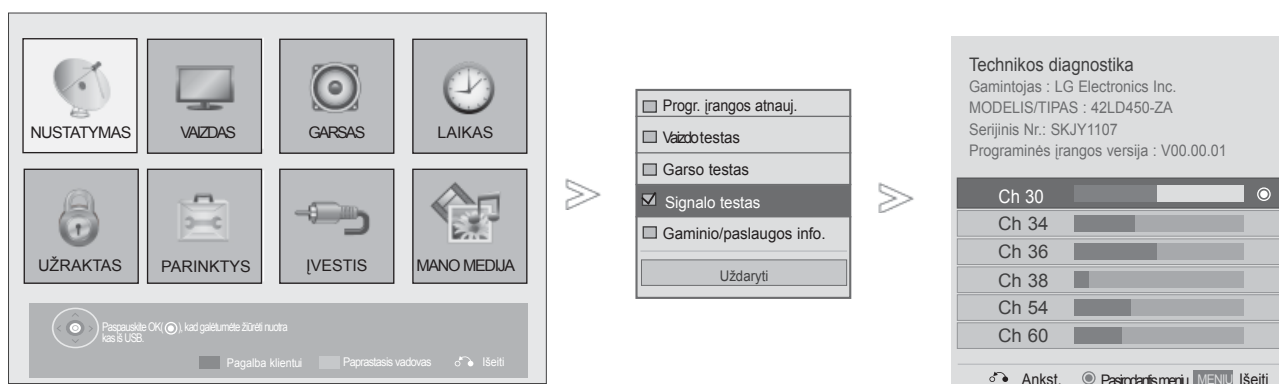 NUSTATYMAS
VAIZDAS
GARSAS
LAIKAS
UŽRAKTAS
PARINKTYS
ĮVESTIS
MANO MEDIJA
Paspauskite OK( ), kad galėtumėte žiūrėti nuotra
kas iš USB.
Pagalba klientui Paprastasis vadovas Išeiti
Progr. įrangos atnauj.
Vaizdo testas
Garso testas
Signalo testas
Gaminio/paslaugos info.
Uždaryti
Technikos diagnostika
Gamintojas : LG Electronics Inc.
MODELIS/TIPAS : 42LD450-ZA
Serijinis Nr.: SKJY1107
Programinės įrangos versija : V00.00.01
Ch 30
Ch 34
Ch 36
Ch 38
Ch 54
Ch 60
Ankst. Pasirodantis meniu MENIU Išeiti